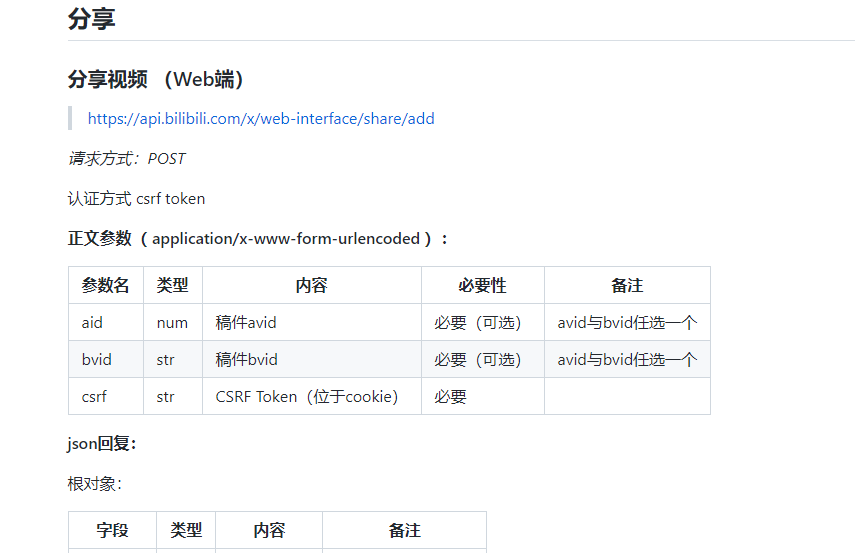 分享
分享视频 （Web端）
https://api.bilibili.com/x/web-interface/share/add
请求方式：POST
认证方式 csrf token
正文参数（ application/x-www-form-urlencoded ）：
参数名 类型 内容 必要性 备注
aid num 稿件avid 必要（可选） avid与bvid任选一个
bvid str 稿件bvid 必要（可选） avid与bvid任选一个
csrf str CSRF Token（位于cookie） 必要
json回复：
根对象：
字段 类型 内容 备注